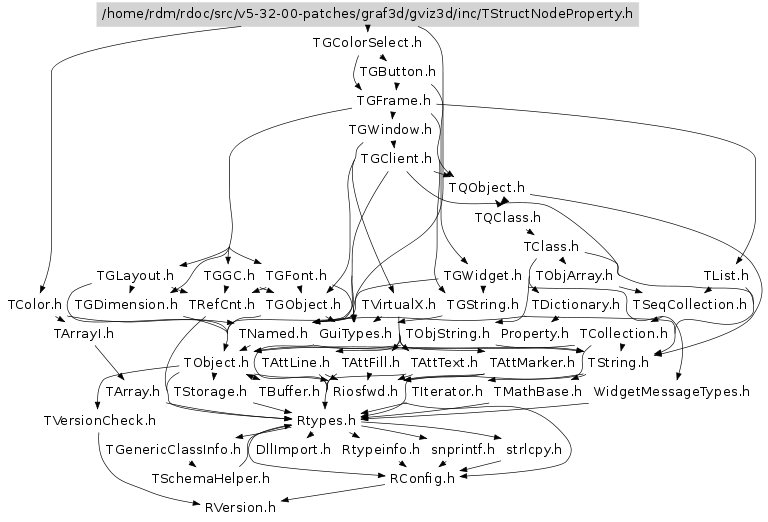 /home/rdm/rdoc/src/v5-32-00-patches/graf3d/gviz3d/inc/TStructNodeProperty.h
TGColorSelect.h
TGButton.h
TGFrame.h
TGWindow.h
TGClient.h
TQObject.h
TQClass.h
TClass.h
TGLayout.h TGGC.h TGFont.h TGWidget.h TObjArray.h TList.h
TColor.h TGDimension.h TRefCnt.h TGObject.h TVirtualX.h TGString.h TDictionary.h TSeqCollection.h
TArrayI.h TNamed.h GuiTypes.h TObjString.h Property.h TCollection.h
TObject.h TAttLine.h TAttFill.h TAttText.h TAttMarker.h TString.h
TArray.h TStorage.h TBuffer.h Riosfwd.h TIterator.h TMathBase.h WidgetMessageTypes.h
TVersionCheck.h Rtypes.h
TGenericClassInfo.h DllImport.h Rtypeinfo.h snprintf.h strlcpy.h
TSchemaHelper.h RConfig.h
RVersion.h